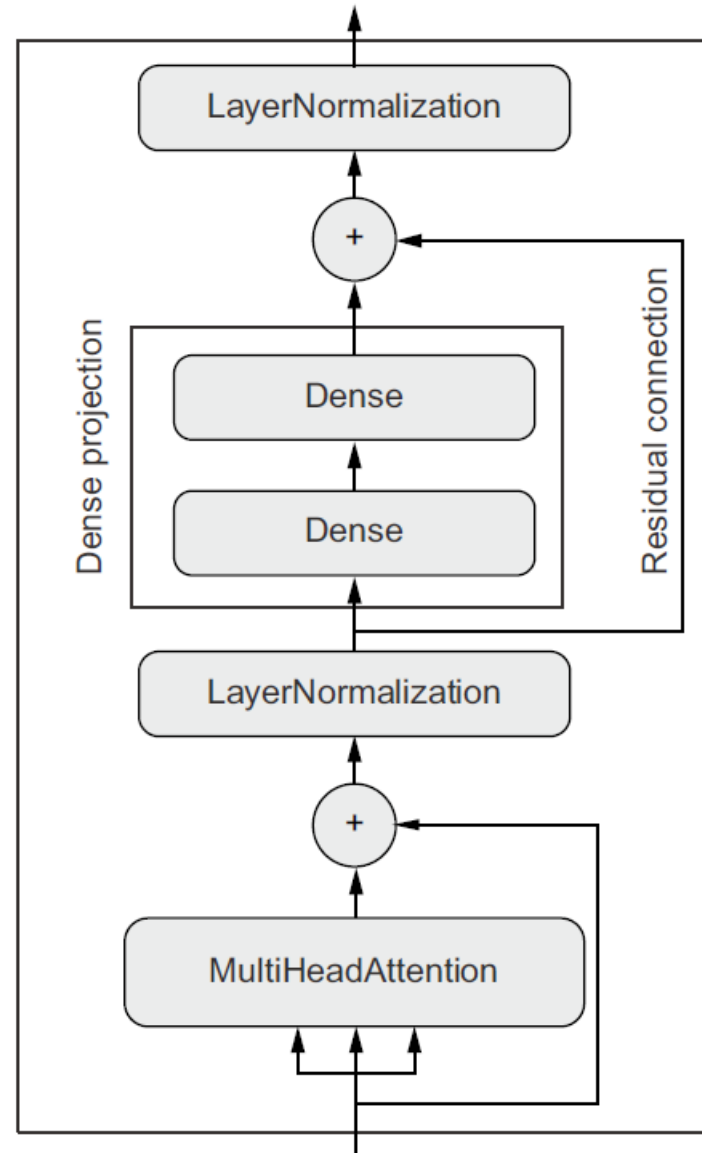 LayerNormalization
+
Dense projection
Dense
Dense
Residual connection
LayerNormalization
+
MultiHeadAttention